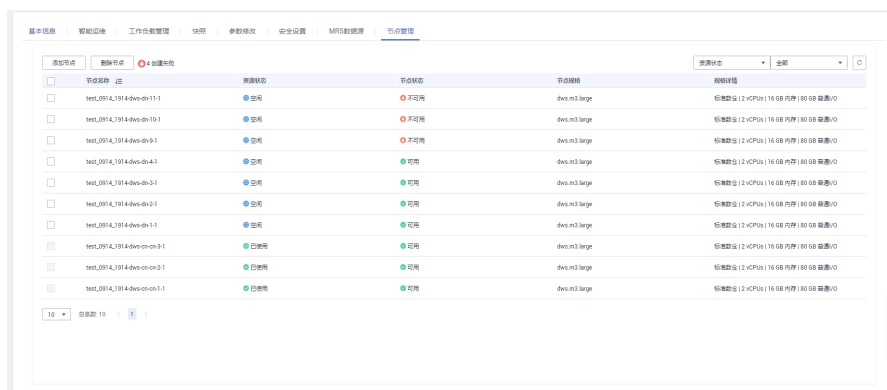 基本信息 智能运维 工作负载管理 快照 参数修改 安全设置 MRS数据源 节点管理
添加节点 删除节点 4 创建失败 资源状态 全部
节点名称 资源状态 节点状态 节点规格 规格详情
test_0914_1914-dws-dn-11-1 空闲 不可用 dws.m3.large 标准数仓 | 2 vCPUs | 16 GB 内存 | 80 GB 普通I/O
test_0914_1914-dws-dn-10-1 空闲 不可用 dws.m3.large 标准数仓 | 2 vCPUs | 16 GB 内存 | 80 GB 普通I/O
test_0914_1914-dws-dn-9-1 空闲 不可用 dws.m3.large 标准数仓 | 2 vCPUs | 16 GB 内存 | 80 GB 普通I/O
test_0914_1914-dws-dn-4-1 空闲 可用 dws.m3.large 标准数仓 | 2 vCPUs | 16 GB 内存 | 80 GB 普通I/O
test_0914_1914-dws-dn-3-1 空闲 可用 dws.m3.large 标准数仓 | 2 vCPUs | 16 GB 内存 | 80 GB 普通I/O
test_0914_1914-dws-dn-2-1 空闲 可用 dws.m3.large 标准数仓 | 2 vCPUs | 16 GB 内存 | 80 GB 普通I/O
test_0914_1914-dws-dn-1-1 空闲 可用 dws.m3.large 标准数仓 | 2 vCPUs | 16 GB 内存 | 80 GB 普通I/O
test_0914_1914-dws-cn-cn-3-1 已使用 可用 dws.m3.large 标准数仓 | 2 vCPUs | 16 GB 内存 | 80 GB 普通I/O
test_0914_1914-dws-cn-cn-2-1 已使用 可用 dws.m3.large 标准数仓 | 2 vCPUs | 16 GB 内存 | 80 GB 普通I/O
test_0914_1914-dws-cn-cn-1-1 已使用 可用 dws.m3.large 标准数仓 | 2 vCPUs | 16 GB 内存 | 80 GB 普通I/O
10 总条数: 10 < 1 >